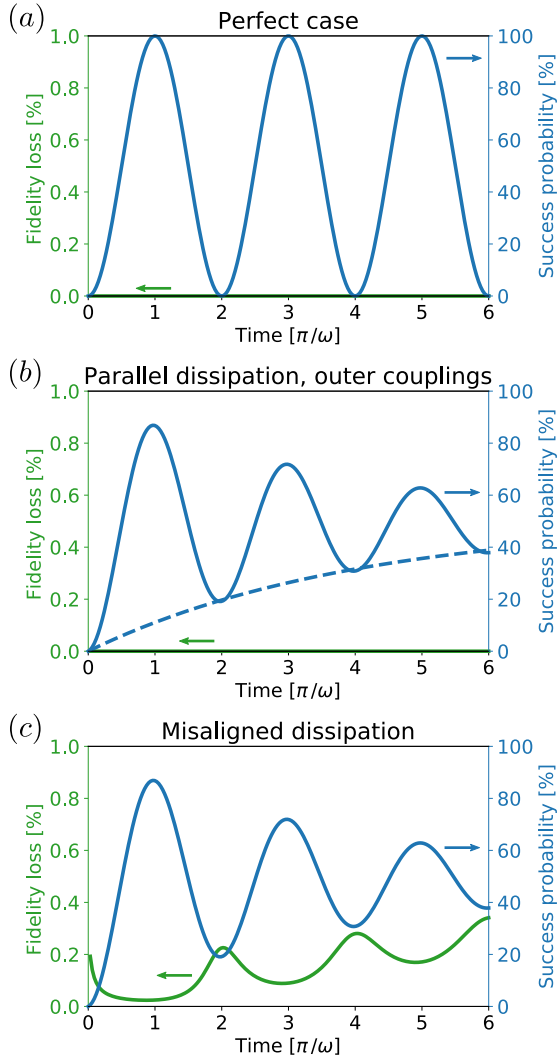 (a)
Perfect case
Fidelity loss [%]
1.0
0.8
0.6
0.4
0.2
0.0
100
80
60
40
20
0
Success probability [%]
0 1 2 3 4 5 6
Time [π/ω]
(b)
Parallel dissipation, outer couplings
Fidelity loss [%]
1.0
0.8
0.6
0.4
0.2
0.0
100
80
60
40
20
0
Success probability [%]
0 1 2 3 4 5 6
Time [π/ω]
(c)
Misaligned dissipation
Fidelity loss [%]
1.0
0.8
0.6
0.4
0.2
0.0
100
80
60
40
20
0
Success probability [%]
0 1 2 3 4 5 6
Time [π/ω]